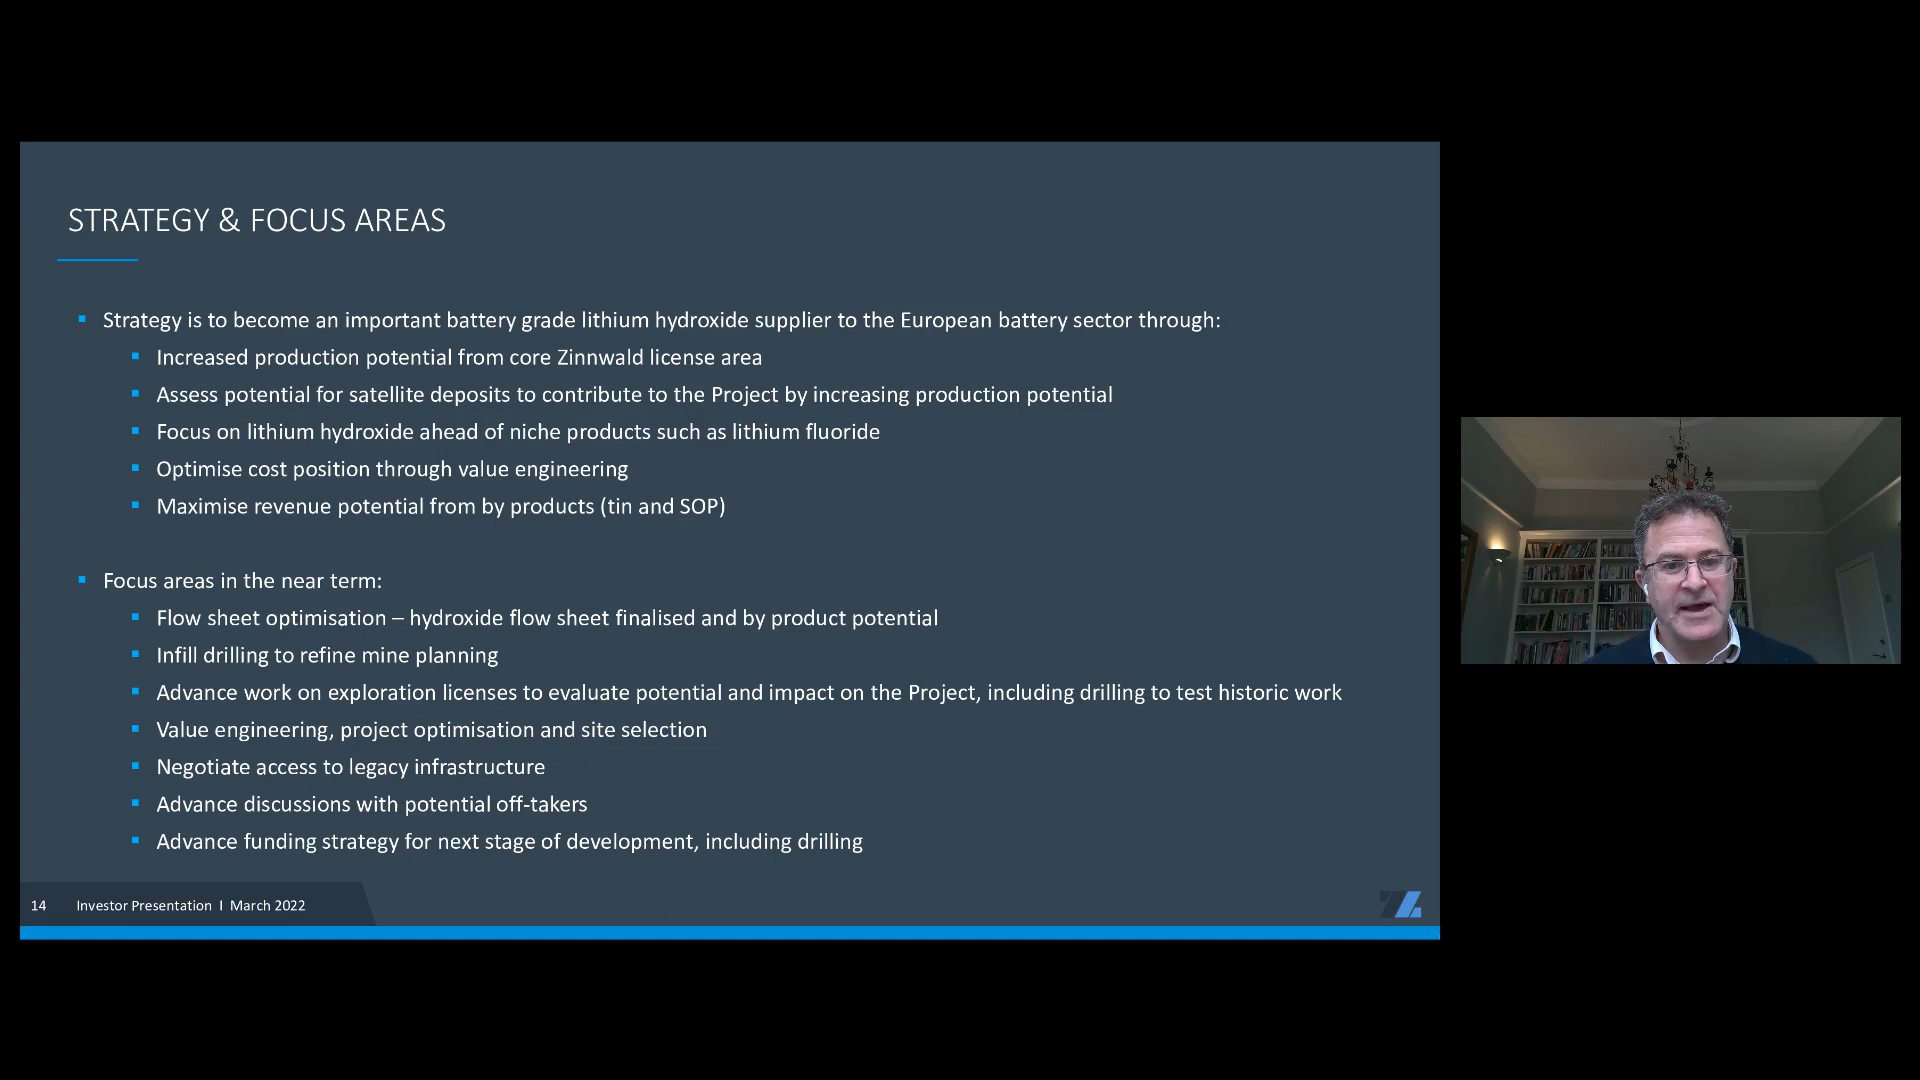 STRATEGY & FOCUS AREAS
Strategy is to become an important battery grade lithium hydroxide supplier to the European battery sector through:
Increased production potential from core Zinnwald license area
Assess potential for satellite deposits to contribute to the Project by increasing production potential
Focus on lithium hydroxide ahead of niche products such as lithium fluoride
Optimise cost position through value engineering
Maximise revenue potential from by products (tin and SOP)
Focus areas in the near term:
Flow sheet optimisation – hydroxide flow sheet finalised and by product potential
Infill drilling to refine mine planning
Advance work on exploration licenses to evaluate potential and impact on the Project, including drilling to test historic work
Value engineering, project optimisation and site selection
Negotiate access to legacy infrastructure
Advance discussions with potential off-takers
Advance funding strategy for next stage of development, including drilling
14 Investor Presentation I March 2022